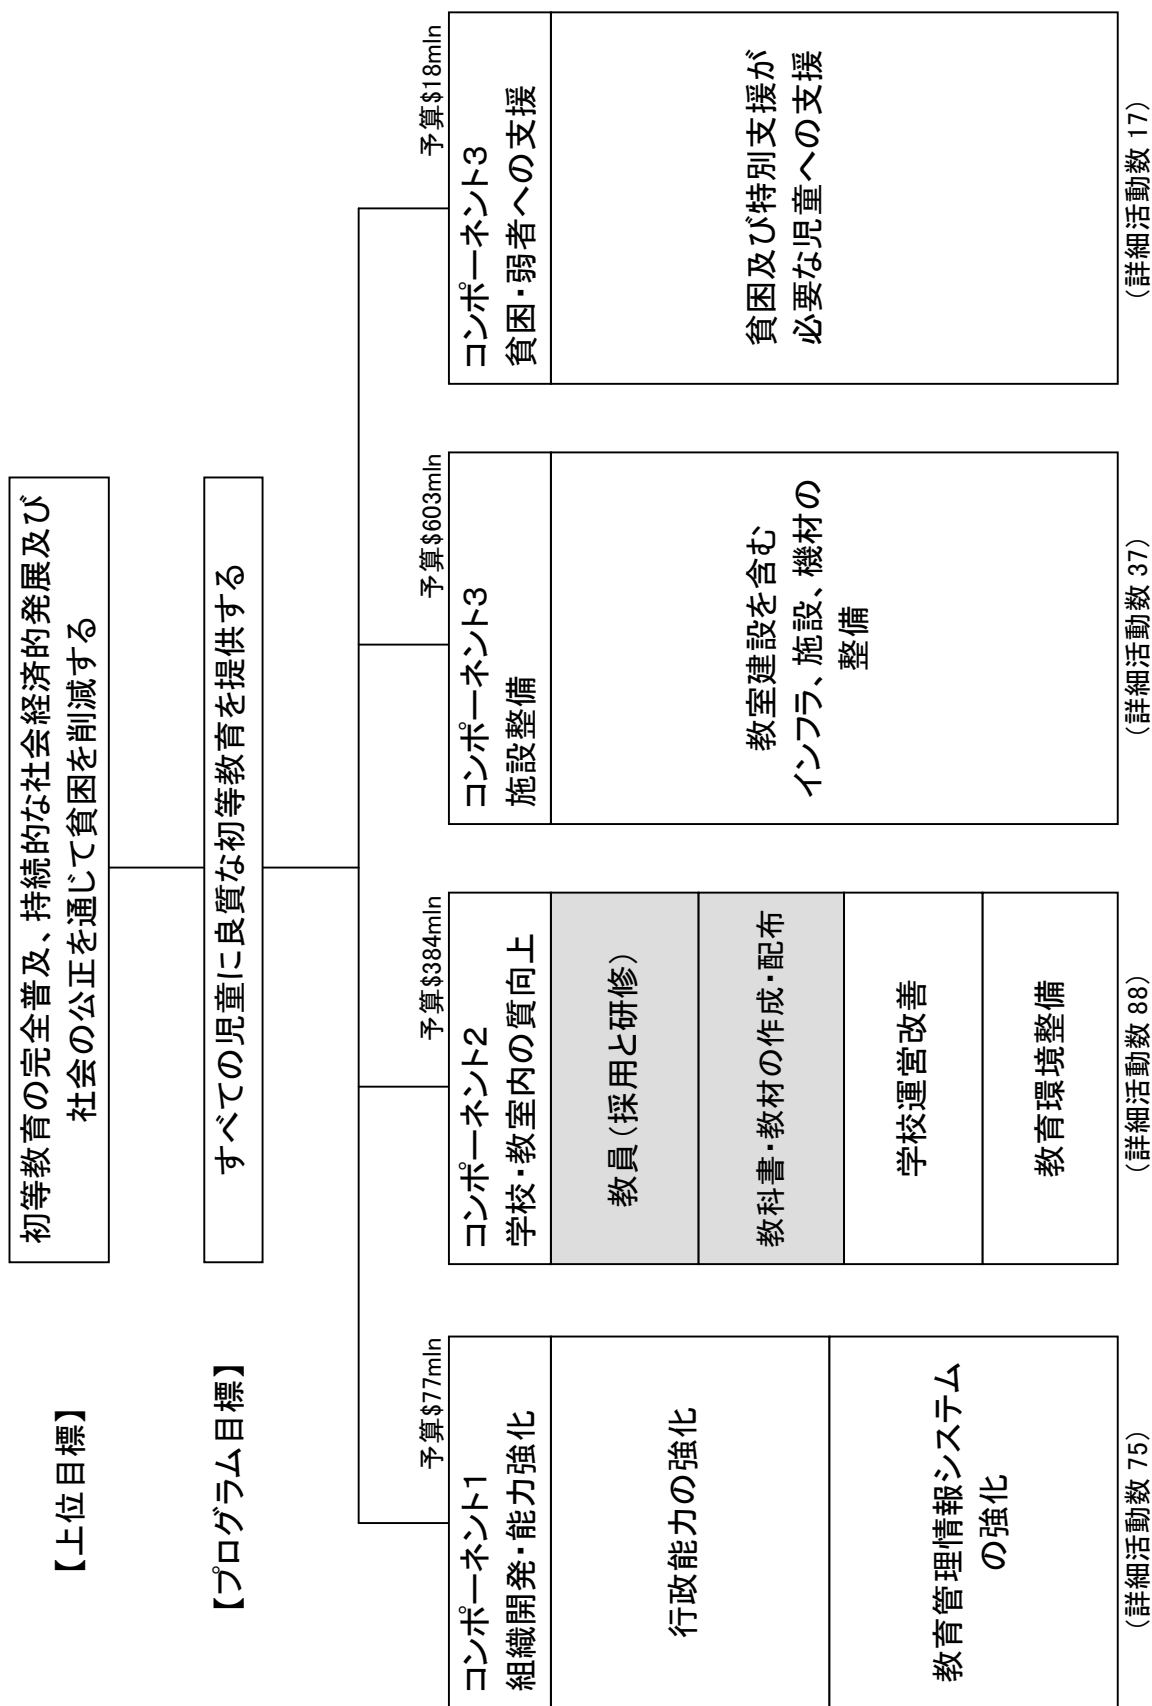 【上位目標】
初等教育の完全普及、持続的な社会経済的発展及び
社会の公正を通じて貧困を削減する
【プログラム目標】
すべての児童に良質な初等教育を提供する
予算$77mln
コンポーネント1
組織開発・能力強化
行政能力の強化
教育管理情報システム
の強化
(詳細活動数 75)
予算$384mln
コンポーネント2
学校・教室内の質向上
教員(採用と研修)
教科書・教材の作成・配布
学校運営改善
教育環境整備
(詳細活動数 88)
予算$603mln
コンポーネント3
施設整備
教室建設を含む
インフラ、施設、機材の
整備
(詳細活動数 37)
予算$18mln
コンポーネント3
貧困・弱者への支援
貧困及び特別支援が
必要な児童への支援
(詳細活動数 17)